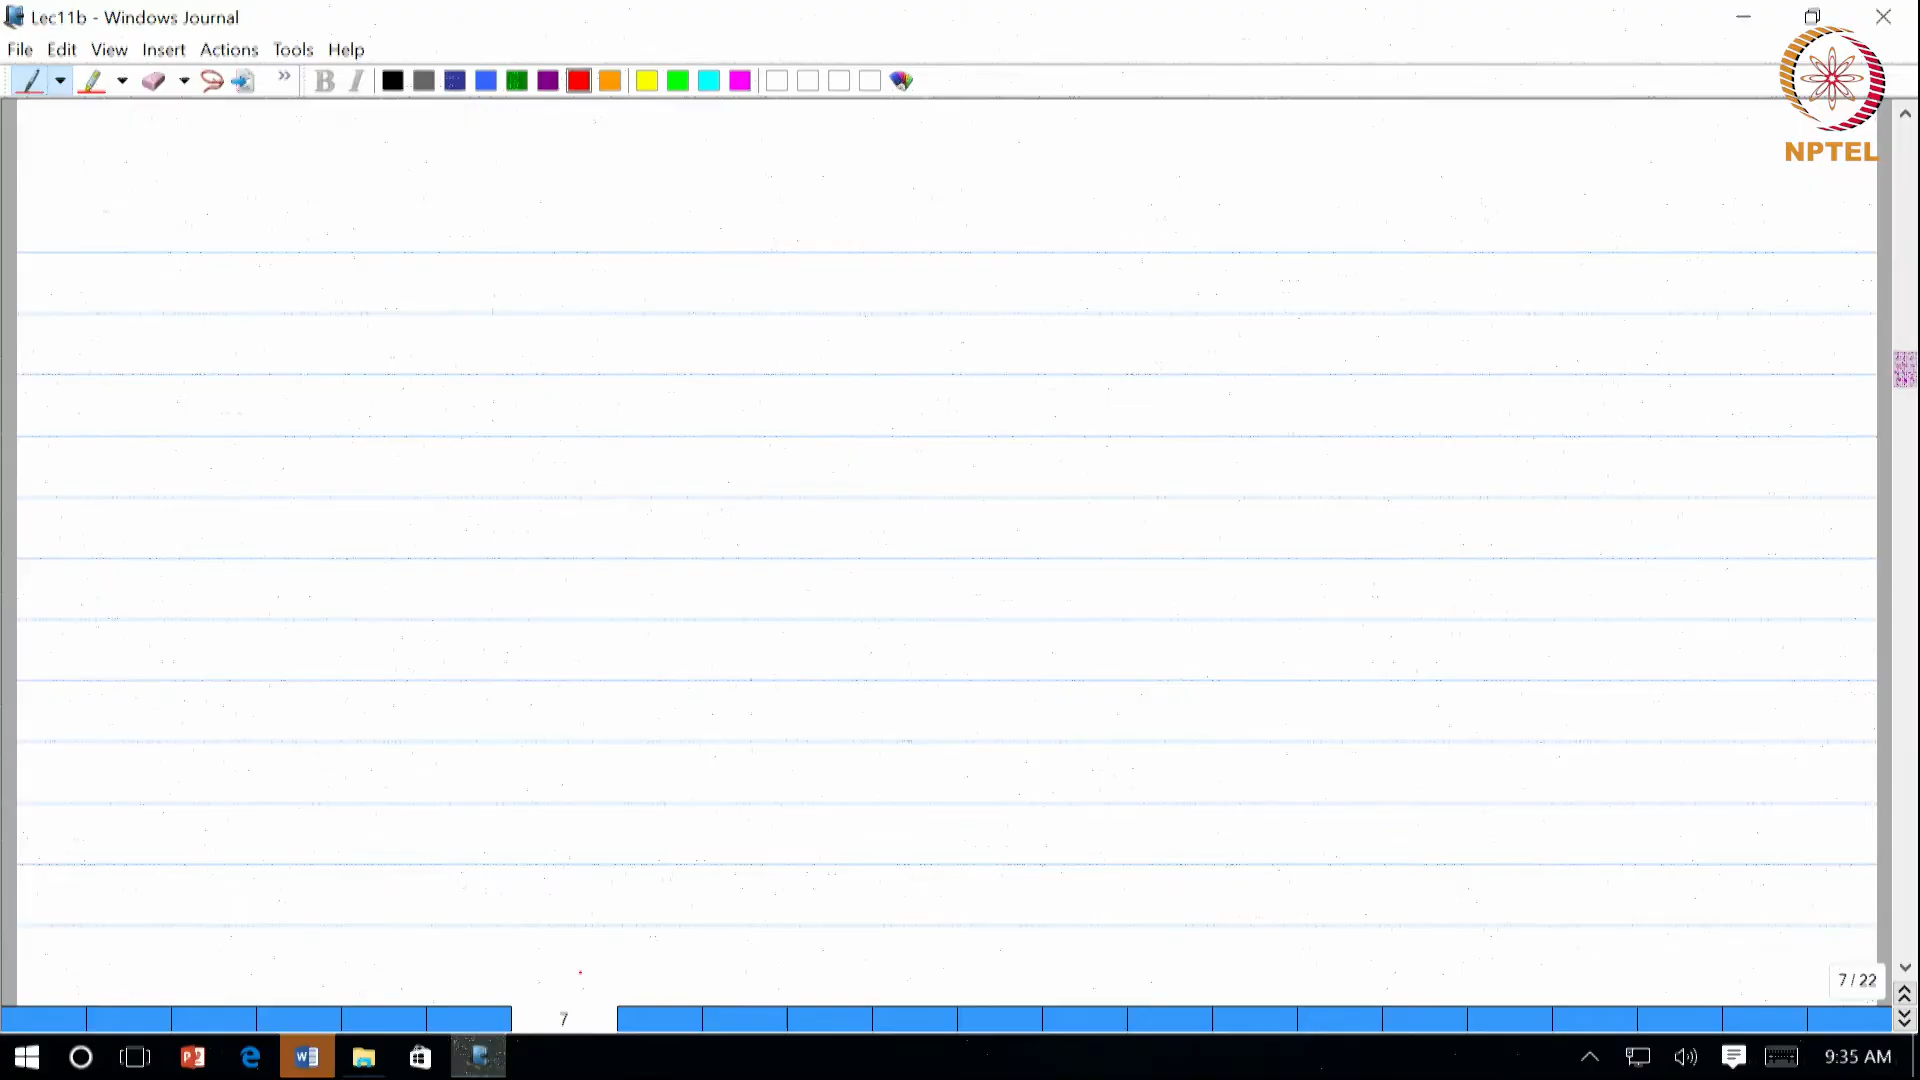 Lec11b - Windows Journal
File Edit View Insert Actions Tools Help
B I
NPTEL
7 / 22
7
9:35 AM